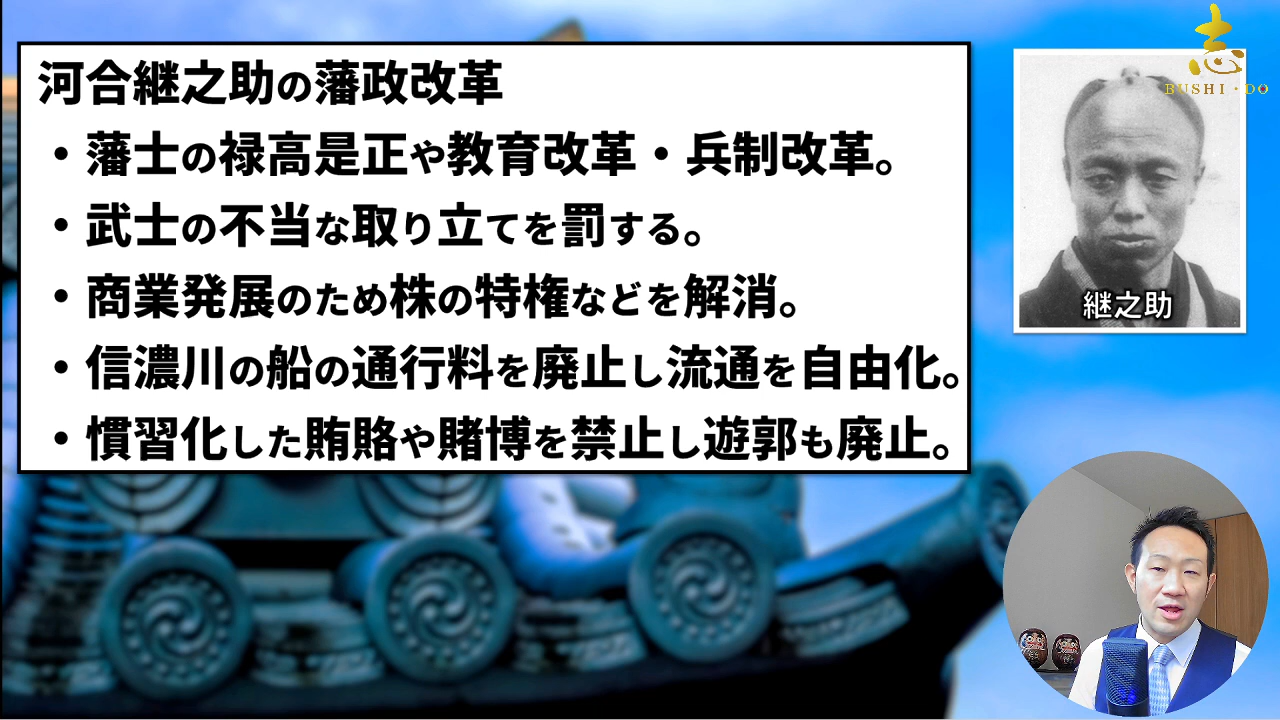 河合継之助の藩政改革
・藩士の禄高是正や教育改革・兵制改革。
・武士の不当な取り立てを罰する。
・商業発展のため株の特権などを解消。
・信濃川の船の通行料を廃止し流通を自由化。
・慣習化した賄賂や賭博を禁止し遊郭も廃止。
志
BUSHI・DO
継之助